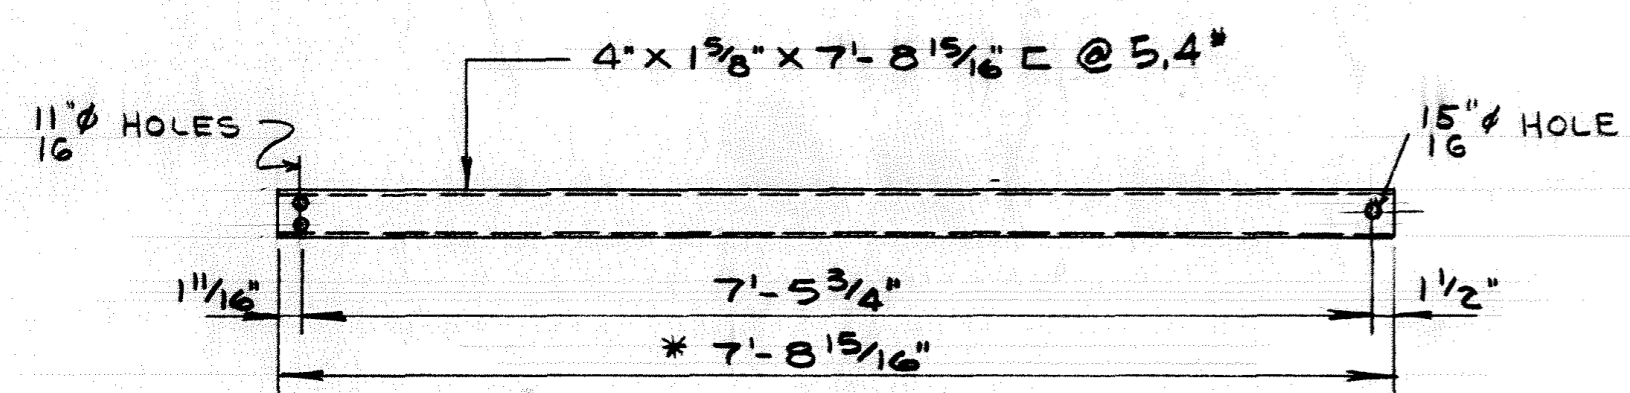 4" x 1 5/8" x 7'- 8 15/16" ⊏ @ 5.4#
11/16"ø HOLES
15/16"ø HOLE
1 11/16"
7'- 5 3/4"
1 1/2"
* 7'- 8 15/16"